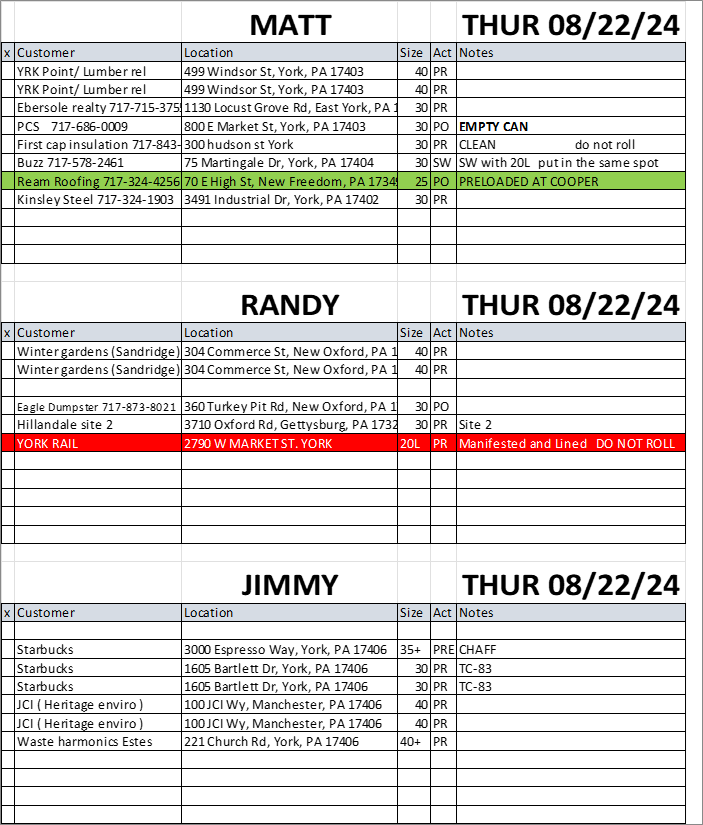 MATT THUR 08/22/24
x Customer Location Size Act Notes
YRK Point/ Lumber rel 499 Windsor St, York, PA 17403 40 PR
YRK Point/ Lumber rel 499 Windsor St, York, PA 17403 40 PR
Ebersole realty 717-715-375 1130 Locust Grove Rd, East York, PA 1 30 PR
PCS 717-686-0009 800 E Market St, York, PA 17403 30 PO EMPTY CAN
First cap insulation 717-843- 300 hudson st York 30 PR CLEAN do not roll
Buzz 717-578-2461 75 Martingale Dr, York, PA 17404 30 SW SW with 20L put in the same spot
Ream Roofing 717-324-4256 70 E High St, New Freedom, PA 1734 25 PO PRELOADED AT COOPER
Kinsley Steel 717-324-1903 3491 Industrial Dr, York, PA 17402 30 PR
RANDY THUR 08/22/24
x Customer Location Size Act Notes
Winter gardens (Sandridge) 304 Commerce St, New Oxford, PA 1 40 PR
Winter gardens (Sandridge) 304 Commerce St, New Oxford, PA 1 40 PR
Eagle Dumpster 717-873-8021 360 Turkey Pit Rd, New Oxford, PA 1 30 PO
Hillandale site 2 3710 Oxford Rd, Gettysburg, PA 1732 30 PR Site 2
YORK RAIL 2790 W MARKET ST. YORK 20L PR Manifested and Lined DO NOT ROLL
JIMMY THUR 08/22/24
x Customer Location Size Act Notes
Starbucks 3000 Espresso Way, York, PA 17406 35+ PRE CHAFF
Starbucks 1605 Bartlett Dr, York, PA 17406 30 PR TC-83
Starbucks 1605 Bartlett Dr, York, PA 17406 30 PR TC-83
JCI ( Heritage enviro ) 100 JCI Wy, Manchester, PA 17406 40 PR
JCI ( Heritage enviro ) 100 JCI Wy, Manchester, PA 17406 40 PR
Waste harmonics Estes 221 Church Rd, York, PA 17406 40+ PR